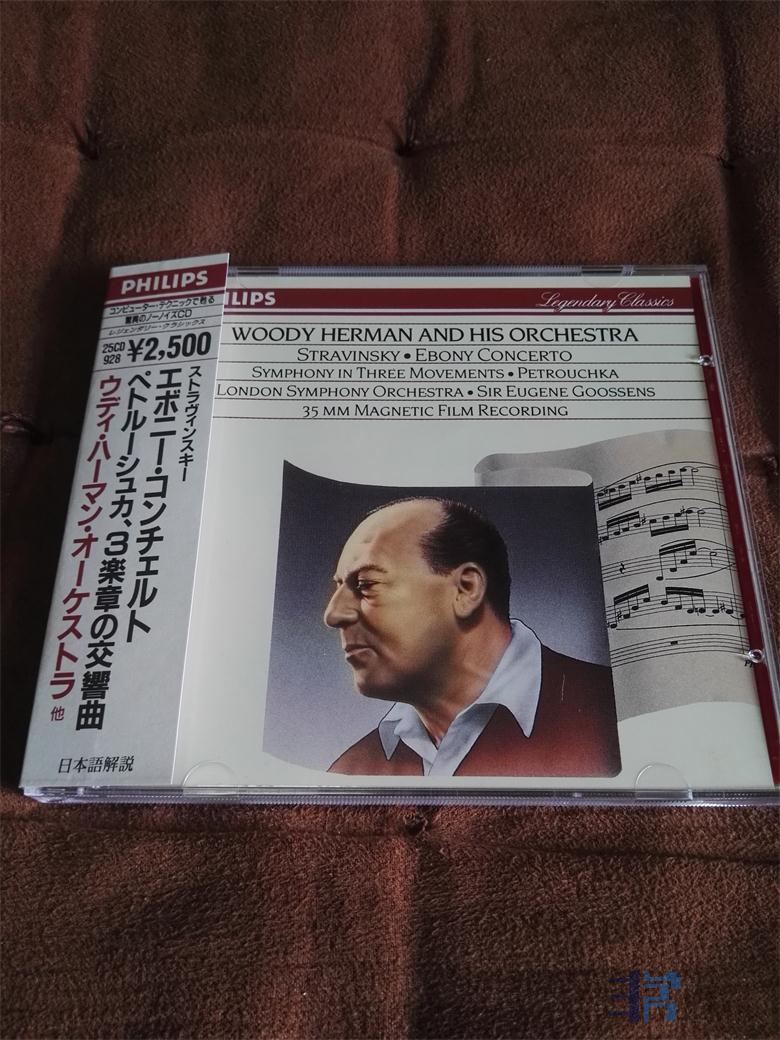 PHILIPS
コンピューター・テクニックで甦る
驚異のノーノイズCD
レジェンダリー・クラシックス
25CD
928
¥2,500
ストラヴィンスキー
エボニー・コンチェルト
ペトルーシュカ、3楽章の交響曲
ウディ・ハーマン・オーケストラ 他
日本語解説
ILIPS
Legendary Classics
WOODY HERMAN AND HIS ORCHESTRA
STRAVINSKY • EBONY CONCERTO
SYMPHONY IN THREE MOVEMENTS • PETROUCHKA
LONDON SYMPHONY ORCHESTRA • SIR EUGENE GOOSSENS
35 MM MAGNETIC FILM RECORDING